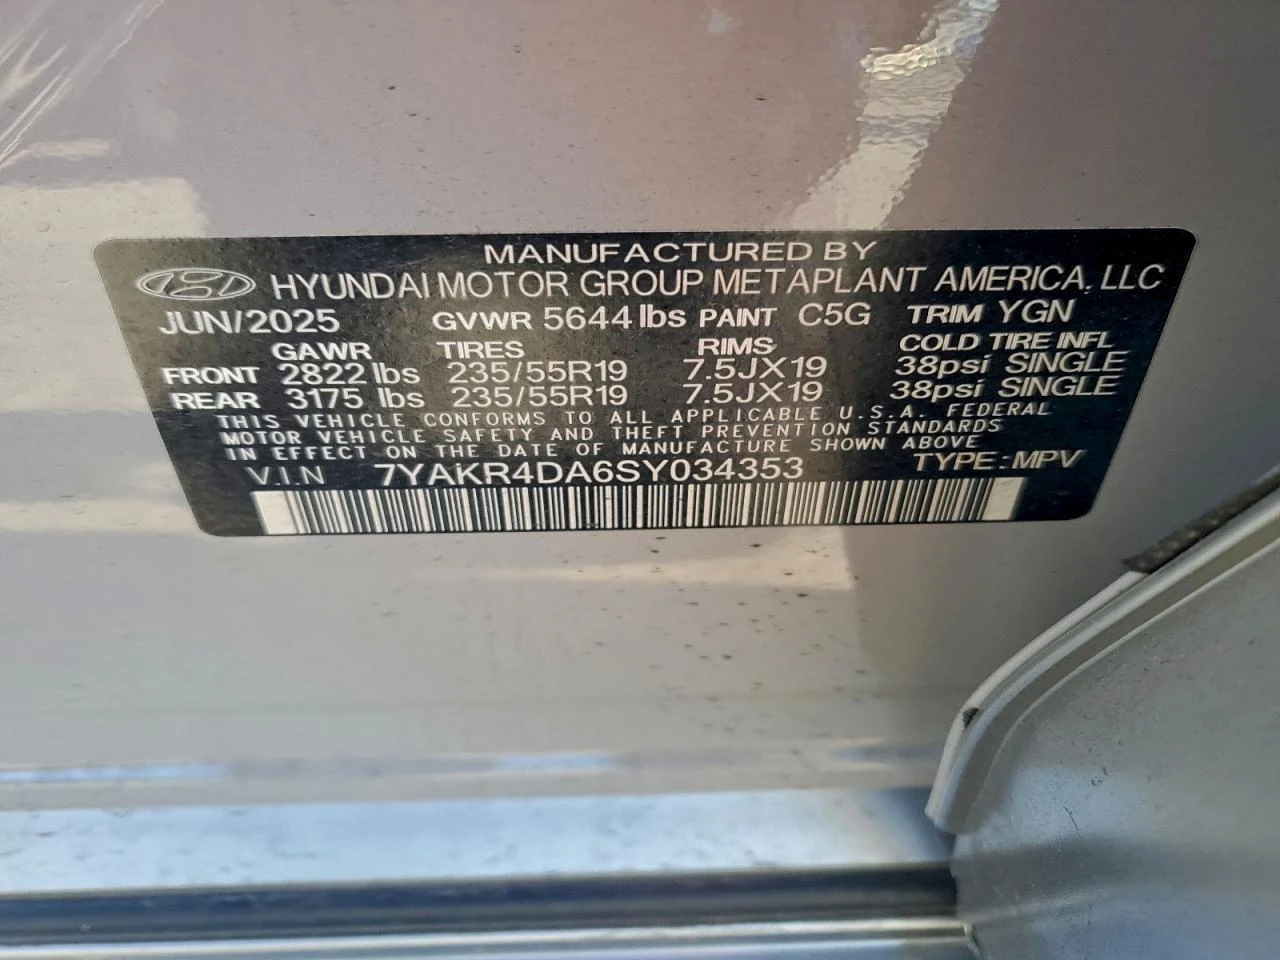 MANUFACTURED BY
HYUNDAI MOTOR GROUP METAPLANT AMERICA, LLC
JUN/2025 GVWR 5644 lbs PAINT C5G TRIM YGN
GAWR TIRES RIMS COLD TIRE INFL
FRONT 2822 lbs 235/55R19 7.5JX19 38psi SINGLE
REAR 3175 lbs 235/55R19 7.5JX19 38psi SINGLE
THIS VEHICLE CONFORMS TO ALL APPLICABLE U.S.A. FEDERAL
MOTOR VEHICLE SAFETY AND THEFT PREVENTION STANDARDS
IN EFFECT ON THE DATE OF MANUFACTURE SHOWN ABOVE
V.I.N 7YAKR4DA6SY034353 TYPE:MPV